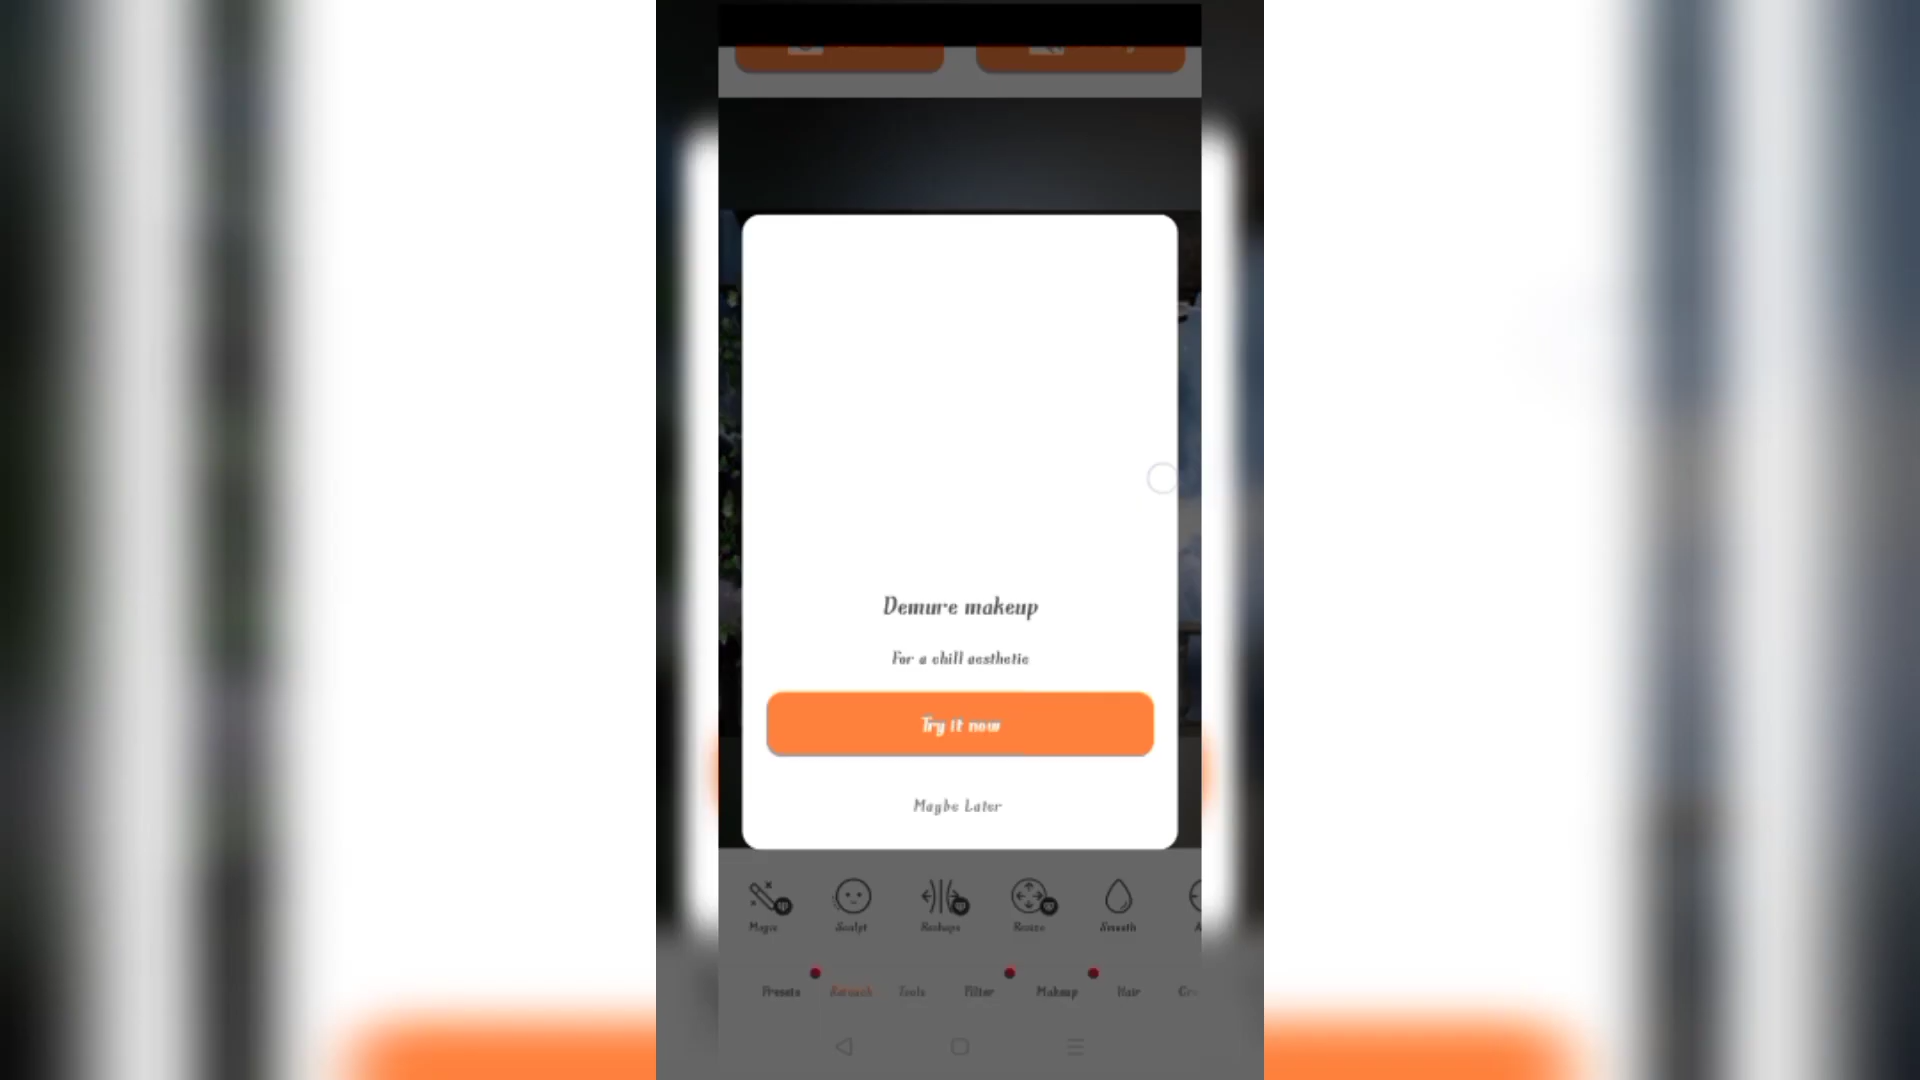 Demure makeup
For a chill aesthetic
Try it now
Maybe Later
Magic
Sculpt
Reshape
Resize
Smooth
Presets
Retouch
Tools
Filter
Makeup
Hair